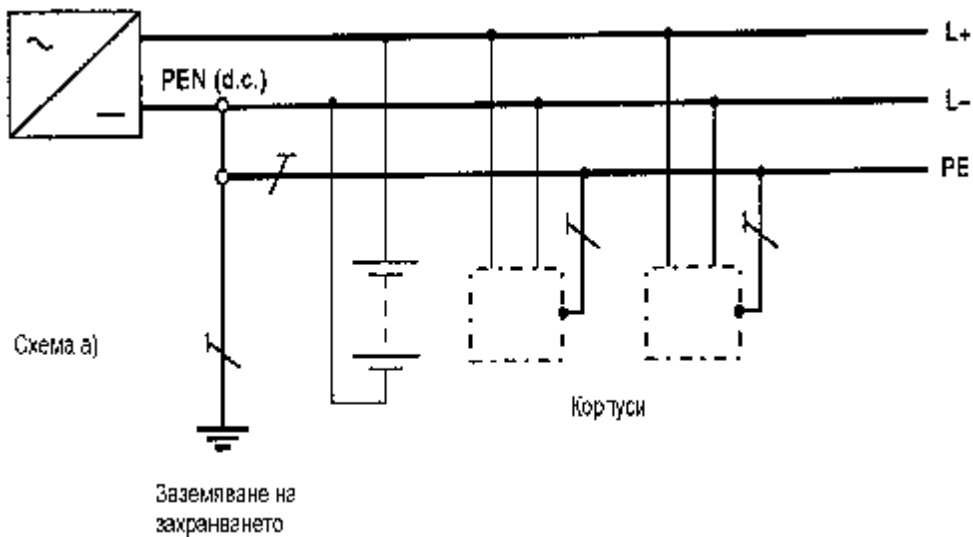 L+
PEN (d.c.)
L–
PE
Схема а)
Кортуси
Заземяване на
захранването